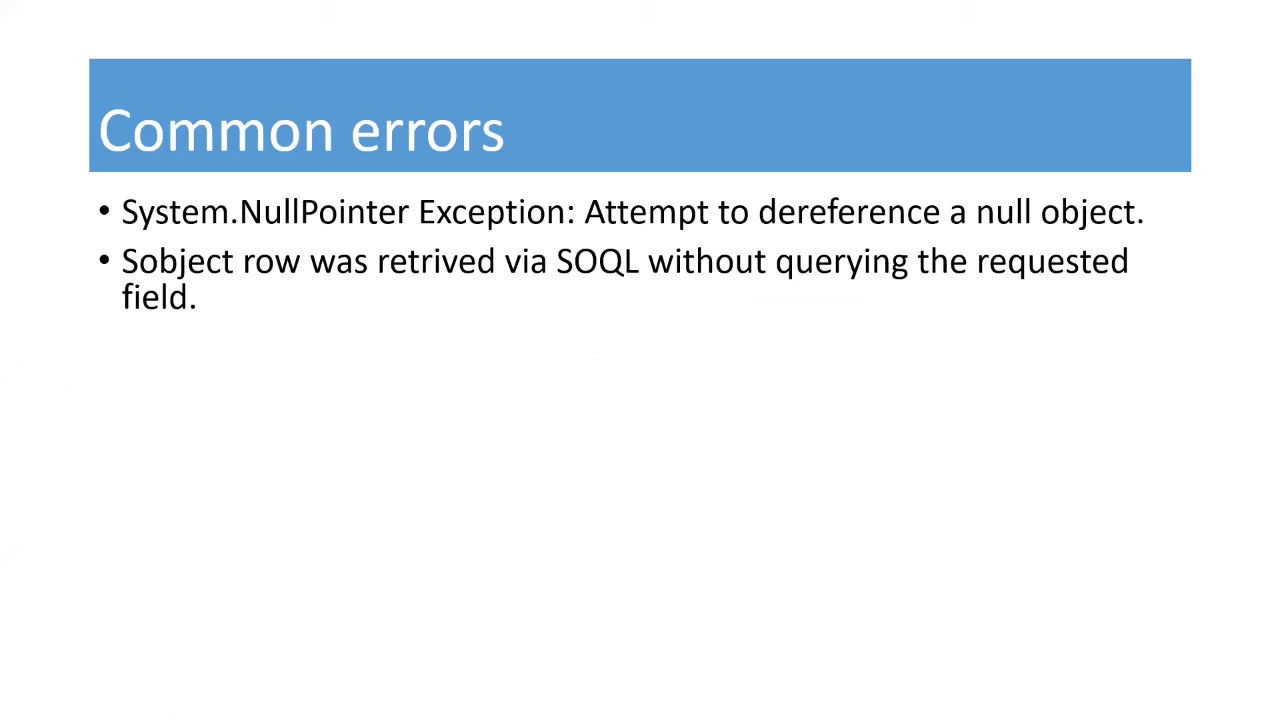 Common errors
• System.NullPointer Exception: Attempt to dereference a null object.
• Sobject row was retrived via SOQL without querying the requested
field.